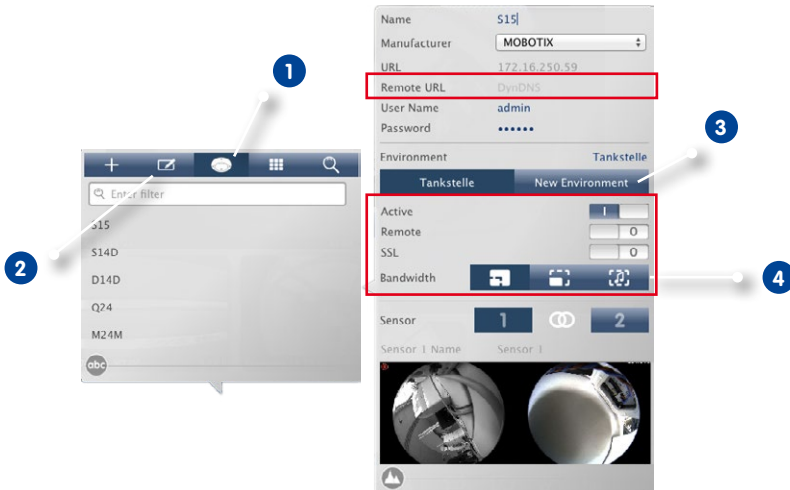 1
2
Enter filter
S15
S14D
D14D
Q24
M24M
abc
Name S15
Manufacturer MOBOTIX
URL 172.16.250.59
Remote URL DynDNS
User Name admin
Password ••••••
3
Environment Tankstelle
Tankstelle New Environment
Active I
Remote O
SSL O
Bandwidth
4
Sensor 1 2
Sensor 1 Name Sensor 1